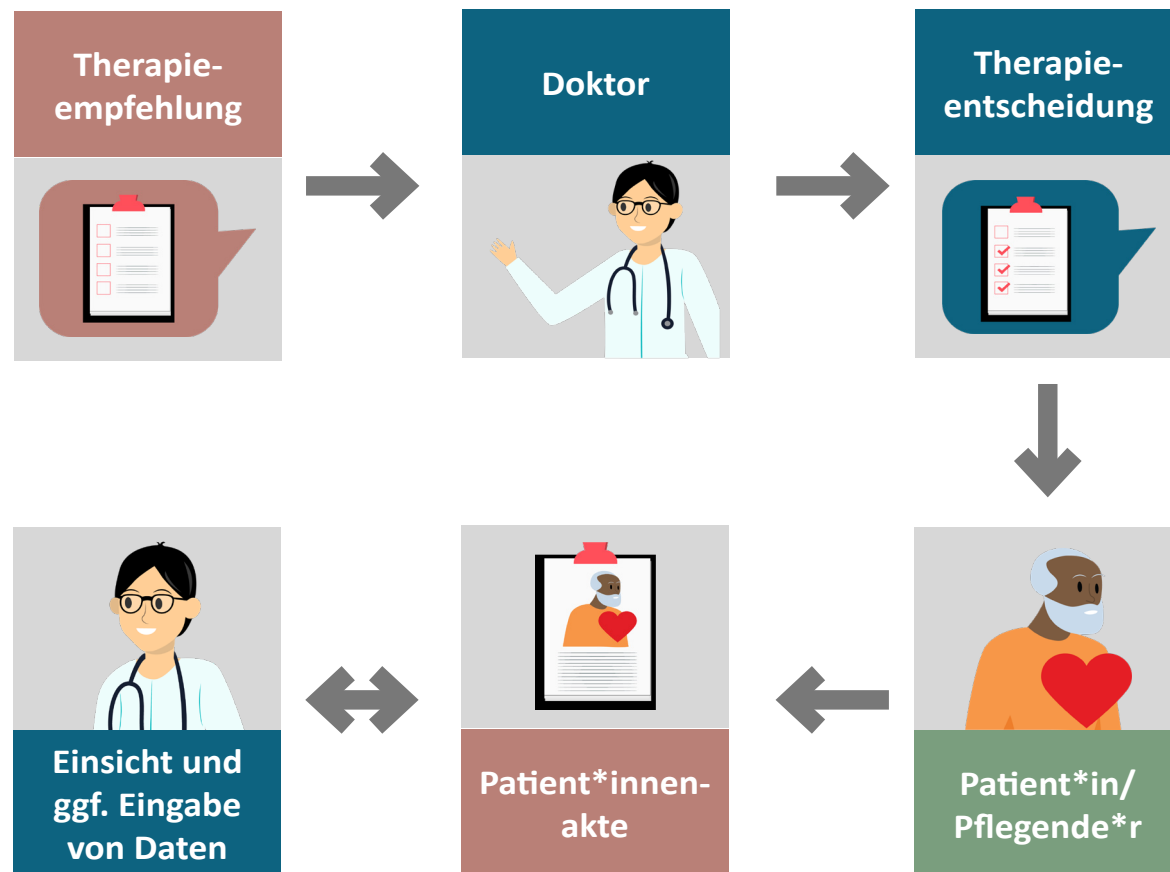 Therapie-
empfehlung
Doktor
Therapie-
entscheidung
Einsicht und
ggf. Eingabe
von Daten
Patient*innen-
akte
Patient*in/
Pflegende*r